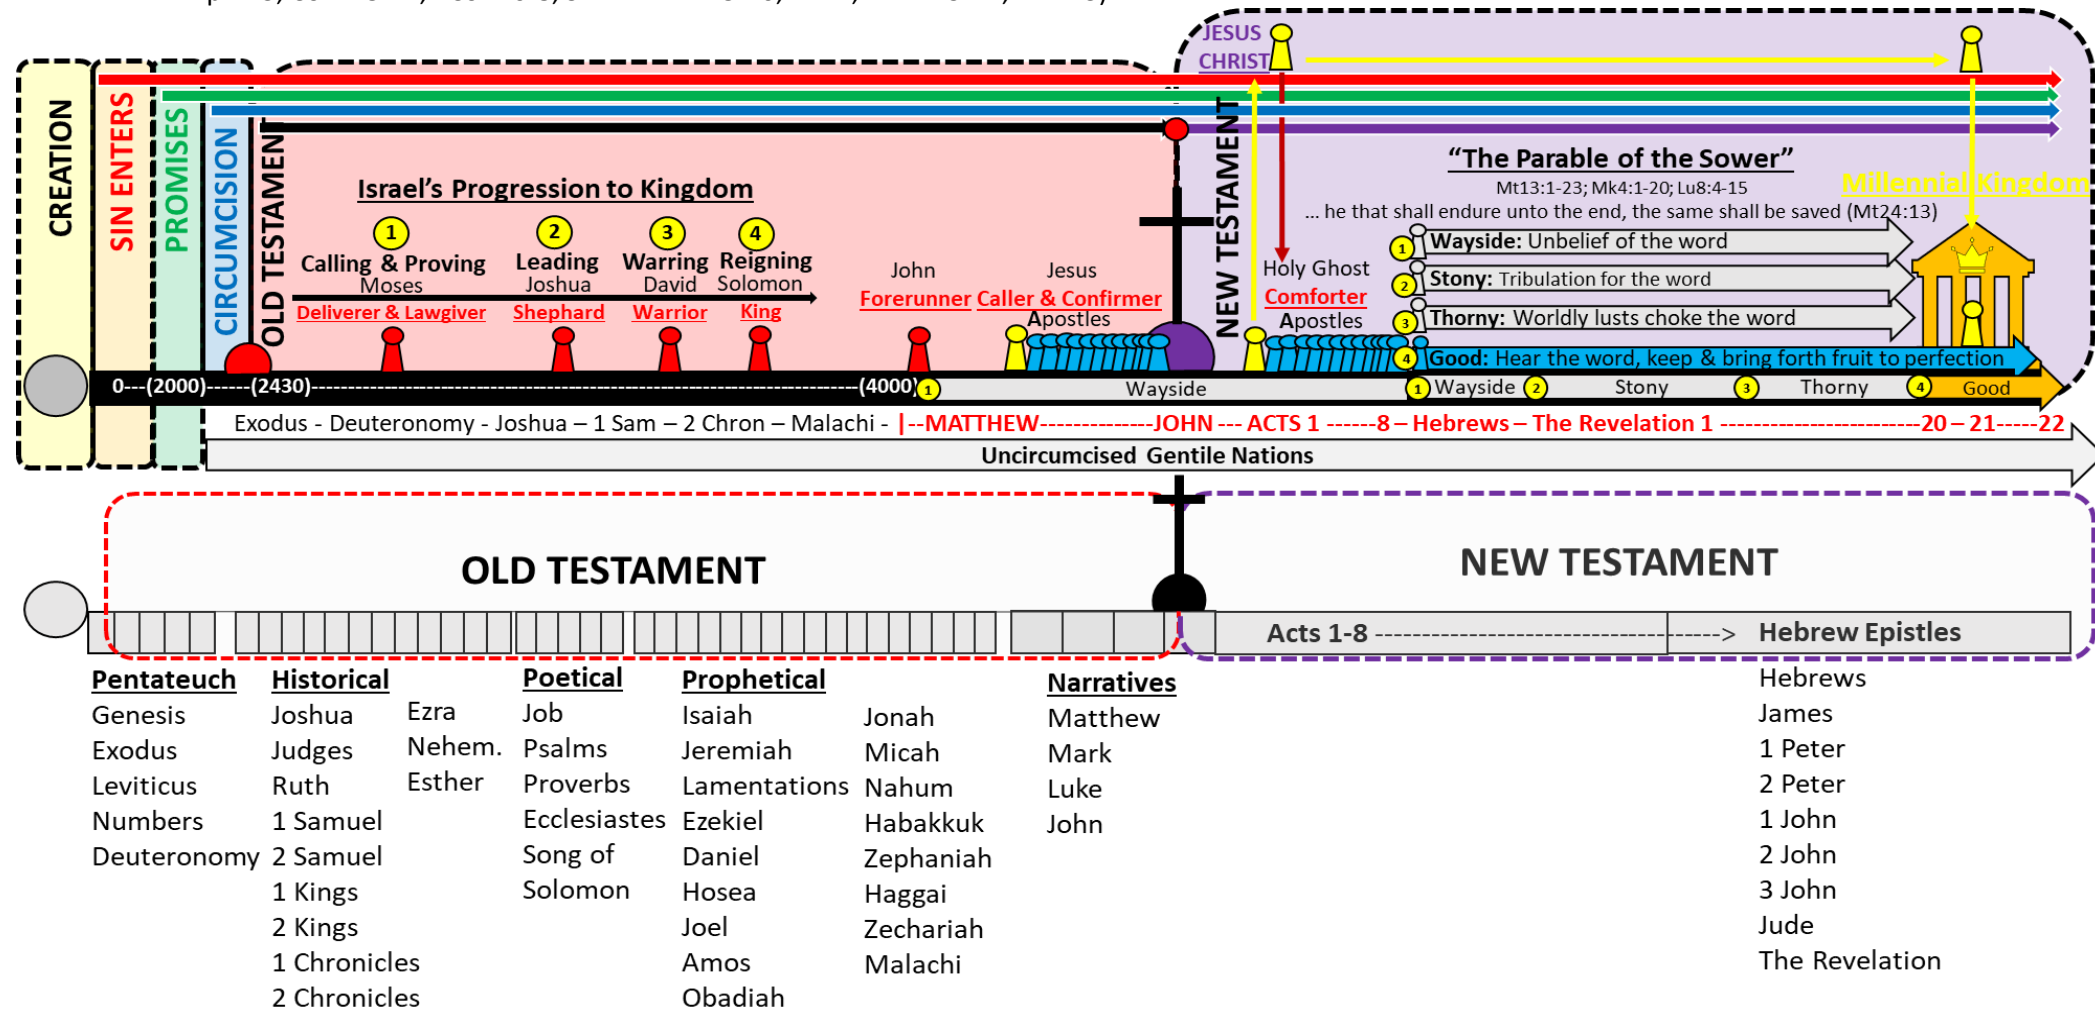 JESUS
CHRIST
CREATION
SIN ENTERS
PROMISES
CIRCUMCISION
OLD TESTAMENT
NEW TESTAMENT
Israel's Progression to Kingdom
1
2
3
4
Calling & Proving
Leading
Warring
Reigning
Moses
Joshua
David
Solomon
Deliverer & Lawgiver
Shephard
Warrior
King
John
Forerunner
Jesus
Caller & Confirmer
Apostles
Holy Ghost
Comforter
Apostles
“The Parable of the Sower”
Mt13:1-23; Mk4:1-20; Lu8:4-15
Millennial Kingdom
... he that shall endure unto the end, the same shall be saved (Mt24:13)
1 Wayside: Unbelief of the word
2 Stony: Tribulation for the word
3 Thorny: Worldly lusts choke the word
4 Good: Hear the word, keep & bring forth fruit to perfection
0---(2000)------(2430)---(4000) 1 Wayside 1 Wayside 2 Stony 3 Thorny 4 Good
Exodus - Deuteronomy - Joshua – 1 Sam – 2 Chron – Malachi - |--MATTHEW--------------JOHN --- ACTS 1 ------8 – Hebrews – The Revelation 1 ------------------------20 – 21-----22
Uncircumcised Gentile Nations
OLD TESTAMENT
NEW TESTAMENT
Acts 1-8 ------------------------------------> Hebrew Epistles
Pentateuch
Genesis
Exodus
Leviticus
Numbers
Deuteronomy
Historical
Joshua
Judges
Ruth
1 Samuel
2 Samuel
1 Kings
2 Kings
1 Chronicles
2 Chronicles
Ezra
Nehem.
Esther
Poetical
Job
Psalms
Proverbs
Ecclesiastes
Song of
Solomon
Prophetical
Isaiah
Jeremiah
Lamentations
Ezekiel
Daniel
Hosea
Joel
Amos
Obadiah
Jonah
Micah
Nahum
Habakkuk
Zephaniah
Haggai
Zechariah
Malachi
Narratives
Matthew
Mark
Luke
John
Hebrews
James
1 Peter
2 Peter
1 John
2 John
3 John
Jude
The Revelation